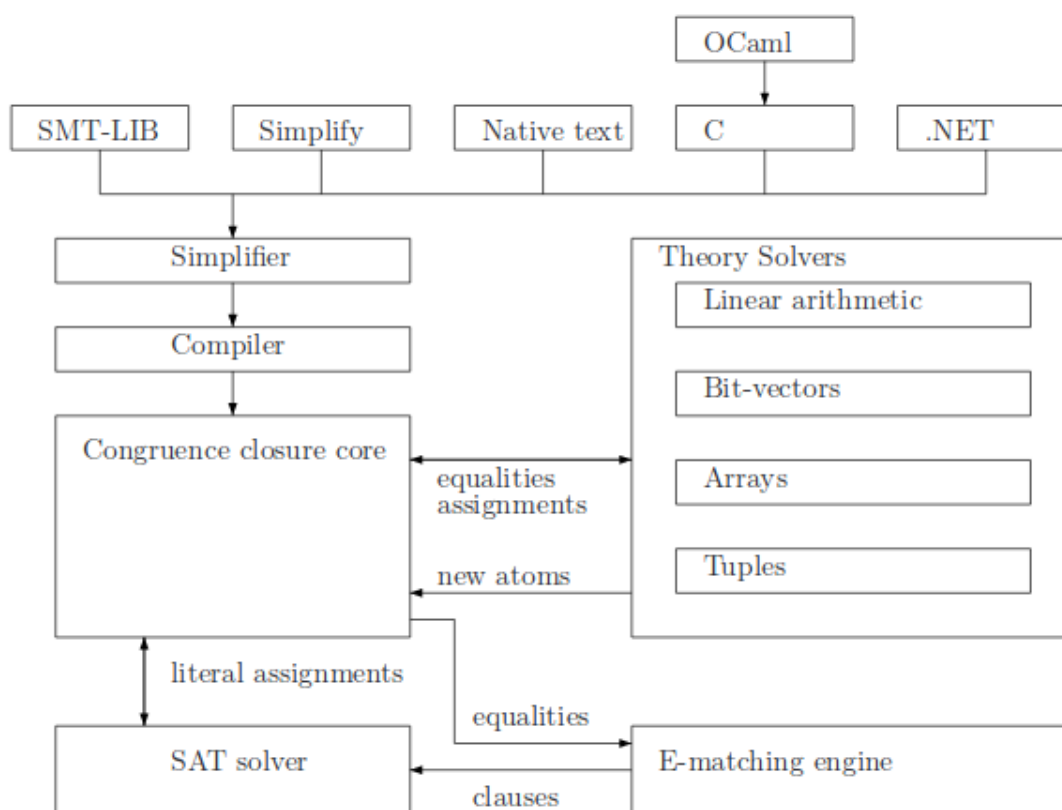 OCaml
SMT-LIB
Simplify
Native text
C
.NET
Simplifier
Compiler
Congruence closure core
equalities
assignments
new atoms
Theory Solvers
Linear arithmetic
Bit-vectors
Arrays
Tuples
literal assignments
equalities
SAT solver
clauses
E-matching engine